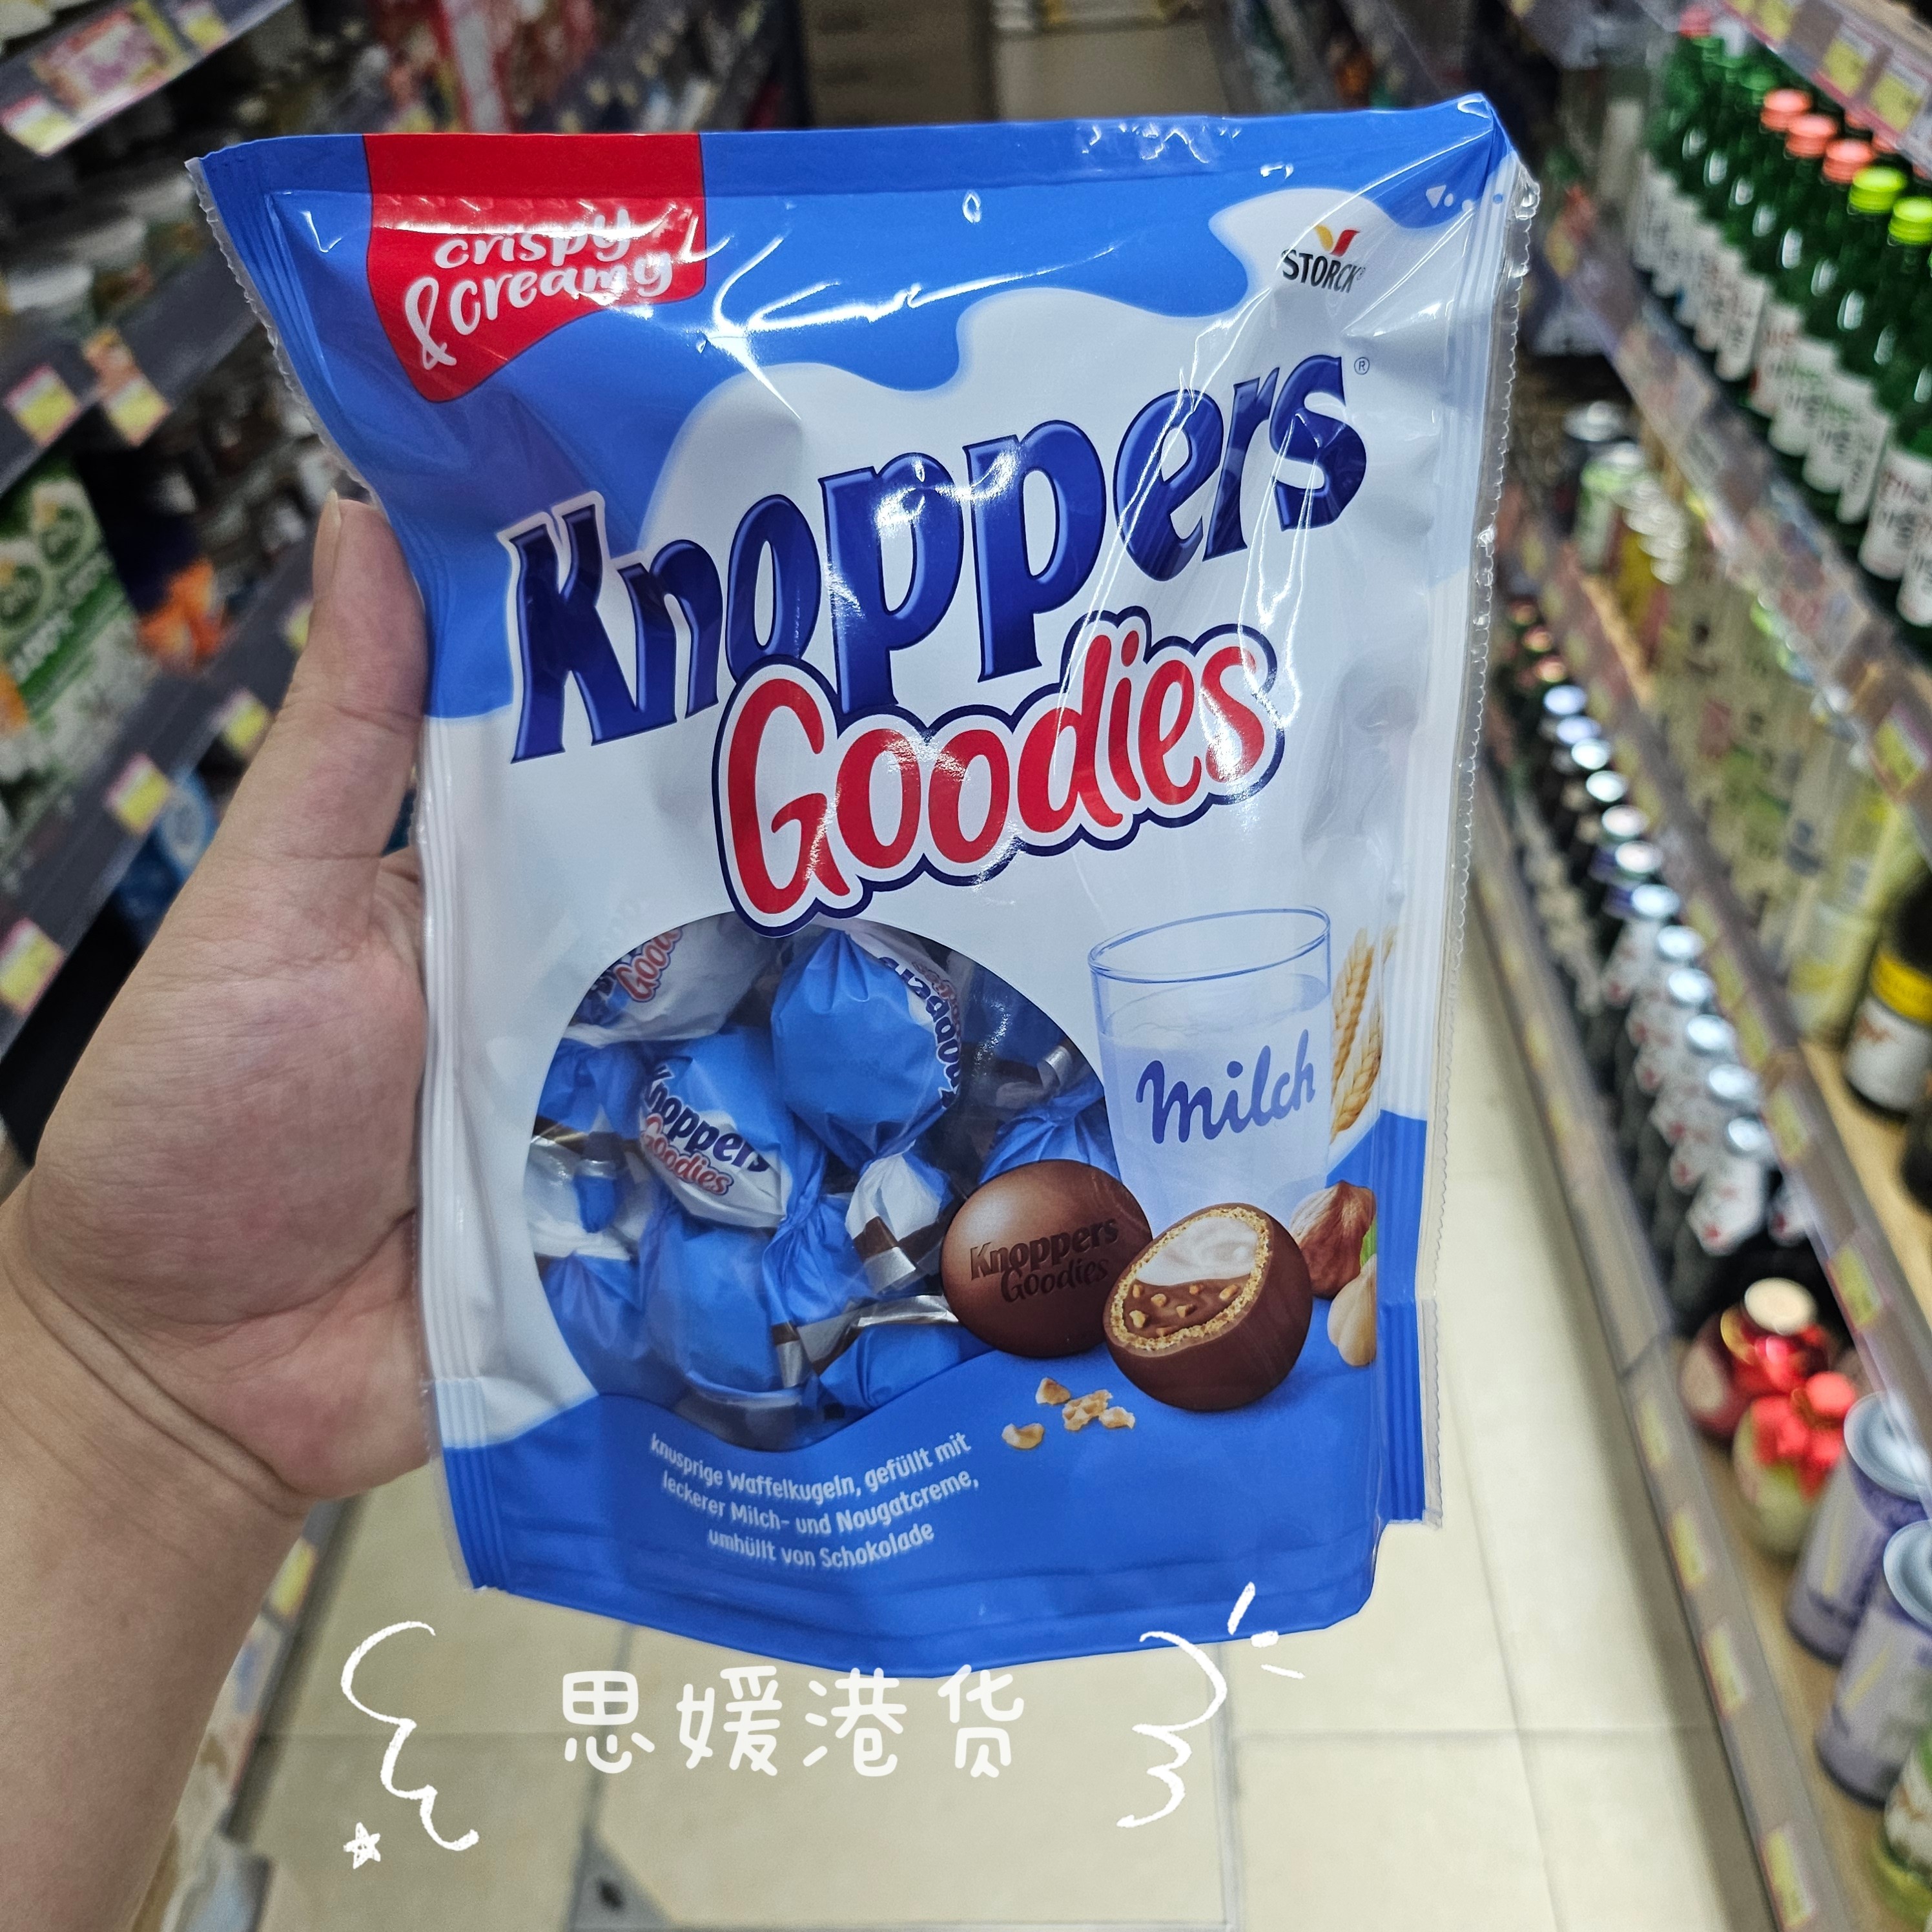 crispy
& creamy
STORCK®
Knoppers®
Goodies
Knoppers
Goodies
milch
Knoppers
Goodies
knusprige Waffelkugeln, gefüllt mit
leckerer Milch- und Nougatcreme,
umhüllt von Schokolade
思媛港货